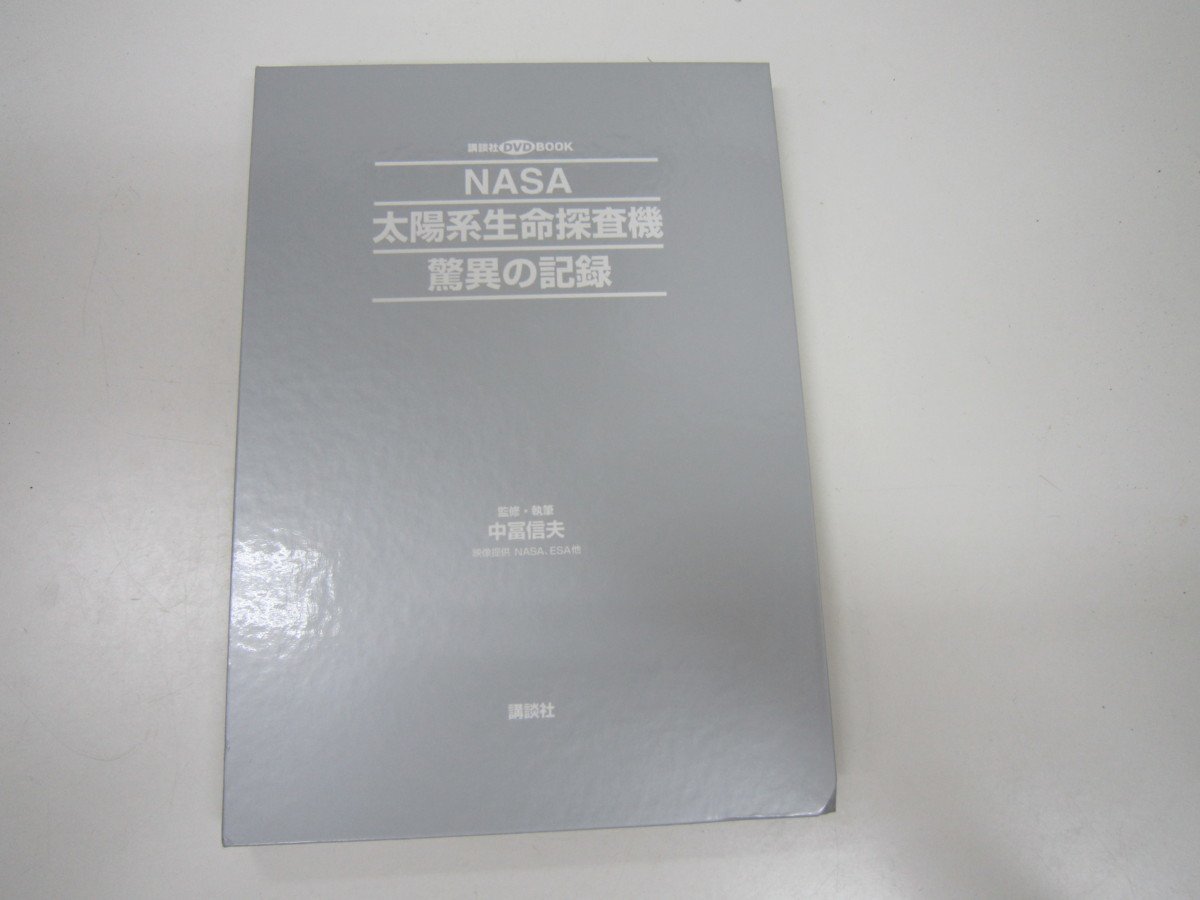 講談社DVD BOOK
NASA
太陽系生命探査機
驚異の記録
監修・執筆
中冨信夫
映像提供 NASA、ESA他
講談社